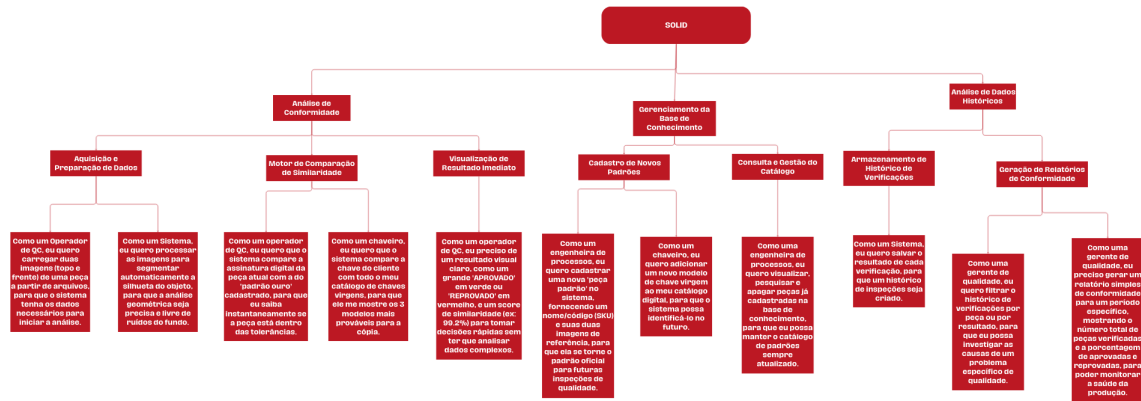 SOLID
Análise de
Conformidade
Gerenciamento da
Base de
Conhecimento
Análise de Dados
Históricos
Aquisição e
Preparação de Dados
Motor de Comparação
de Similaridade
Visualização de
Resultado Imediato
Cadastro de Novos
Padrões
Consulta e Gestão do
Catálogo
Armazenamento de
Histórico de
Verificações
Geração de Relatórios
de Conformidade
Como um Operador
de QC, eu quero
carregar duas
imagens (topo e
frente) de uma peça
a partir de arquivos,
para que o sistema
tenha os dados
necessários para
iniciar a análise.
Como um Sistema,
eu quero processar
as imagens para
segmentar
automaticamente a
silhueta do objeto,
para que a análise
geométrica seja
precisa e livre de
ruídos do fundo.
Como um operador
de QC, eu quero que o
sistema compare a
assinatura digital da
peça atual com a do
'padrão ouro'
cadastrado, para que
eu saiba
instantaneamente se
a peça está dentro
das tolerâncias.
Como um chaveiro,
eu quero que o
sistema compare a
chave do cliente
com todo o meu
catálogo de chaves
virgens, para que
ele me mostre os 3
modelos mais
prováveis para a
cópia.
Como um operador
de QC, eu preciso de
um resultado visual
claro, como um
grande 'APROVADO'
em verde ou
'REPROVADO' em
vermelho, e um score
de similaridade (ex:
99.2%) para tomar
decisões rápidas sem
ter que analisar
dados complexos.
Como um
engenheira de
processos, eu quero
cadastrar uma nova
'peça padrão' no
sistema,
fornecendo um
nome/código (SKU)
e suas duas
imagens de
referência, para que
ela se torne o
padrão oficial para
futuras inspeções
de qualidade.
Como um
chaveiro, eu
quero adicionar
um novo modelo
de chave virgem
ao meu catálogo
digital, para que o
sistema possa
identificá-lo no
futuro.
Como uma
engenheira de
processos, eu
quero visualizar,
pesquisar e
apagar peças já
cadastradas na
base de
conhecimento,
para que eu possa
manter o catálogo
de padrões
sempre
atualizado.
Como um Sistema,
eu quero salvar o
resultado de cada
verificação, para
que um histórico
de inspeções seja
criado.
Como uma
gerente de
qualidade, eu
quero filtrar o
histórico de
verificações por
peça ou por
resultado, para
que eu possa
investigar as
causas de um
problema
específico de
qualidade.
Como uma
gerente de
qualidade, eu
preciso gerar um
relatório simples
de conformidade
para um período
específico,
mostrando o
número total de
peças verificadas
e a porcentagem
de aprovadas e
reprovadas, para
poder monitorar
a saúde da
produção.